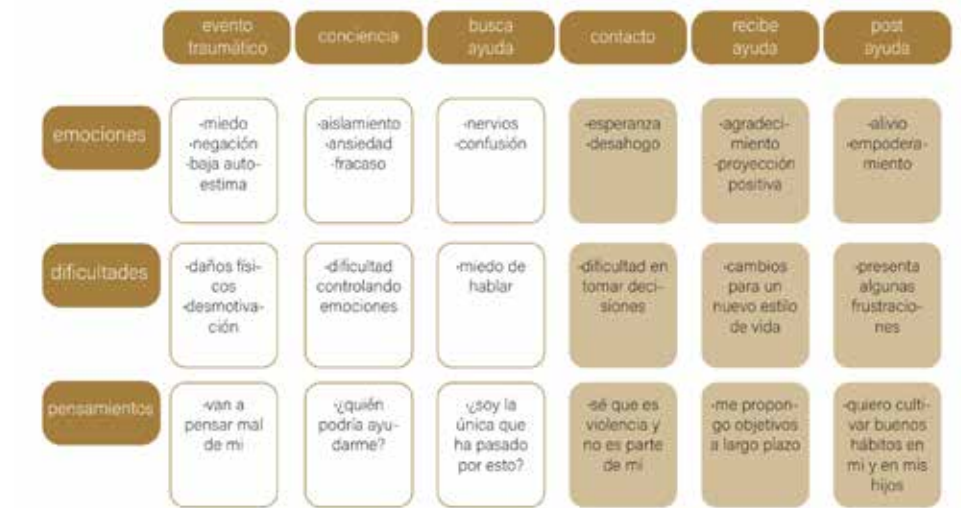 evento
traumático
conciencia
busca
ayuda
contacto
recibe
ayuda
post
ayuda
emociones
-miedo
-negación
-baja auto-
estima
-aislamiento
-ansiedad
-fracaso
-nervios
-confusión
-esperanza
-desahogo
-agradeci-
miento
-proyección
positiva
-alivio
-empodera-
miento
dificultades
-daños físi-
cos
-desmotiva-
ción
-dificultad
controlando
emociones
-miedo de
hablar
-dificultad en
tomar deci-
siones
-cambios
para un
nuevo estilo
de vida
-presenta
algunas
frustracio-
nes
pensamientos
-van a
pensar mal
de mi
-¿quién
podría ayu-
darme?
-¿soy la
única que
ha pasado
por esto?
-sé que es
violencia y
no es parte
de mi
-me propon-
go objetivos
a largo plazo
-quiero culti-
var buenos
hábitos en
mi y en mis
hijos